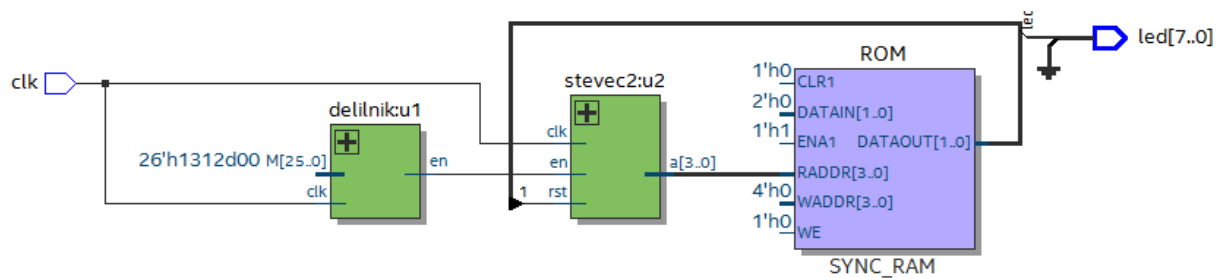 led
led[7..0]
clk
ROM
1'h0
CLR1
2'h0
DATAIN[1..0]
1'h1
ENA1
DATAOUT[1..0]
RADDR[3..0]
4'h0
WADDR[3..0]
1'h0
WE
SYNC_RAM
stevec2:u2
clk
en
1
rst
a[3..0]
delilnik:u1
26'h1312d00
M[25..0]
en
clk